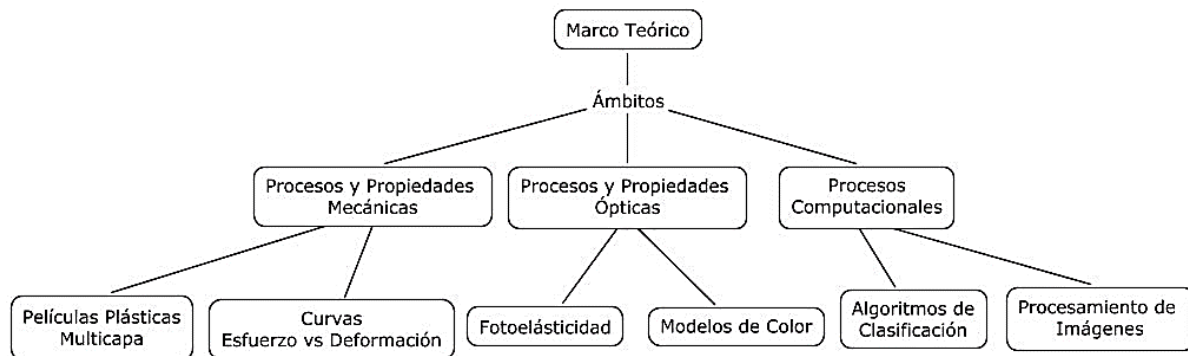 Marco Teórico
Ámbitos
Procesos y Propiedades
Mecánicas
Procesos y Propiedades
Ópticas
Procesos
Computacionales
Películas Plásticas
Multicapa
Curvas
Esfuerzo vs Deformación
Fotoelásticidad
Modelos de Color
Algoritmos de
Clasificación
Procesamiento de
Imágenes